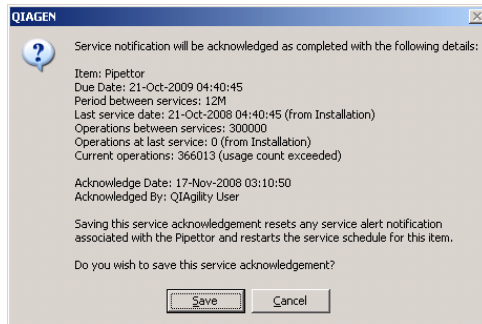 QIAGEN
Service notification will be acknowledged as completed with the following details:
Item: Pipettor
Due Date: 21-Oct-2009 04:40:45
Period between services: 12M
Last service date: 21-Oct-2008 04:40:45 (from Installation)
Operations between services: 300000
Operations at last service: 0 (from Installation)
Current operations: 366013 (usage count exceeded)
Acknowledge Date: 17-Nov-2008 03:10:50
Acknowledged By: QIAgility User
Saving this service acknowledgement resets any service alert notification
associated with the Pipettor and restarts the service schedule for this item.
Do you wish to save this service acknowledgement?
Save Cancel